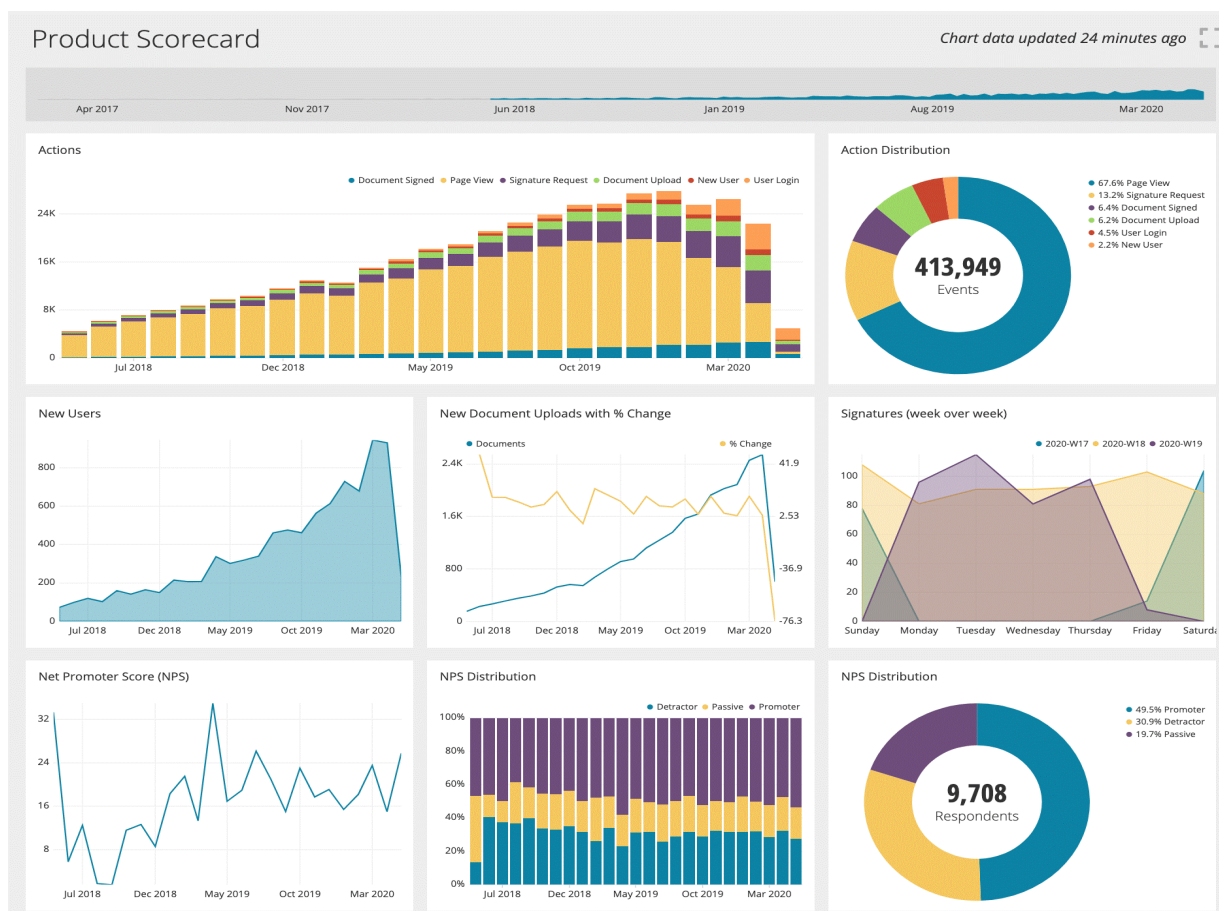 Product Scorecard
Chart data updated 24 minutes ago
Apr 2017 Nov 2017 Jun 2018 Jan 2019 Aug 2019 Mar 2020
Actions
Document Signed Page View Signature Request Document Upload New User User Login
24K
16K
8K
0
Jul 2018 Dec 2018 May 2019 Oct 2019 Mar 2020
Action Distribution
67.6% Page View
13.2% Signature Request
6.4% Document Signed
6.2% Document Upload
4.5% User Login
2.2% New User
413,949
Events
New Users
800
600
400
200
0
Jul 2018 Dec 2018 May 2019 Oct 2019 Mar 2020
New Document Uploads with % Change
Documents % Change
2.4K 41.9
1.6K 2.53
800 -36.9
0 -76.3
Jul 2018 Dec 2018 May 2019 Oct 2019 Mar 2020
Signatures (week over week)
2020-W17 2020-W18 2020-W19
100
80
60
40
20
0
Sunday Monday Tuesday Wednesday Thursday Friday Saturda
Net Promoter Score (NPS)
32
24
16
8
Jul 2018 Dec 2018 May 2019 Oct 2019 Mar 2020
NPS Distribution
Detractor Passive Promoter
100%
80%
60%
40%
20%
0%
Jul 2018 Dec 2018 May 2019 Oct 2019 Mar 2020
NPS Distribution
49.5% Promoter
30.9% Detractor
19.7% Passive
9,708
Respondents